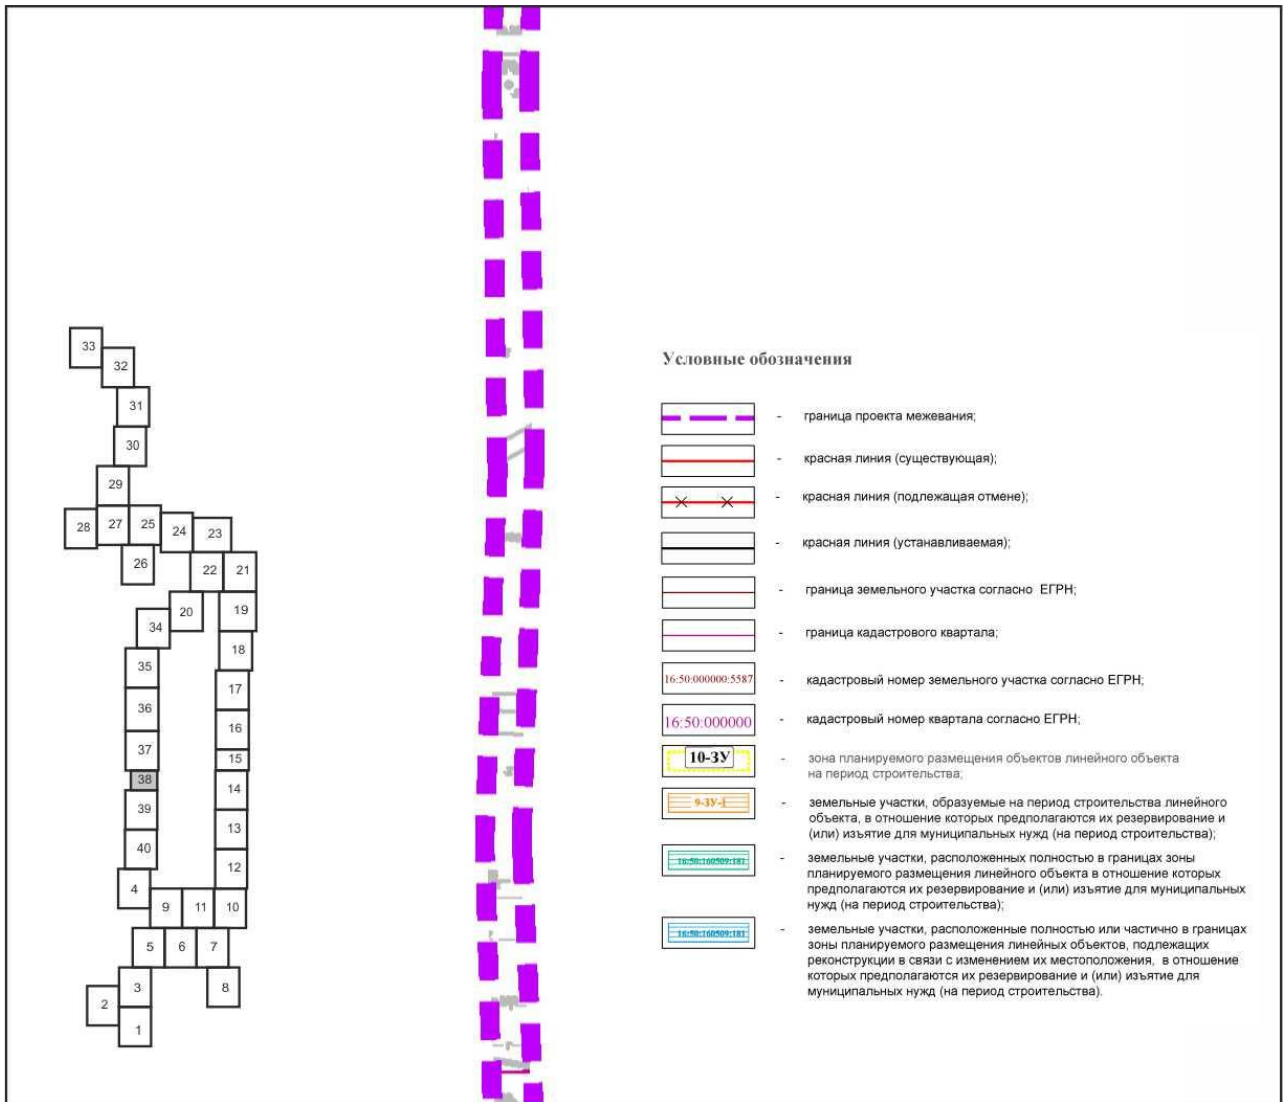 33
32
31
30
29
28
27
25
24
23
26
22
21
20
19
34
18
35
17
36
16
37
15
38
14
39
13
40
12
4
9
11
10
5
6
7
3
8
2
1
Условные обозначения
- граница проекта межевания;
- красная линия (существующая);
- красная линия (подлежащая отмене);
- красная линия (устанавливаемая);
- граница земельного участка согласно ЕГРН;
- граница кадастрового квартала;
16:50:000000:5587 - кадастровый номер земельного участка согласно ЕГРН;
16:50:000000 - кадастровый номер квартала согласно ЕГРН;
10-ЗУ - зона планируемого размещения объектов линейного объекта
на период строительства;
9-ЗУ-1 - земельные участки, образуемые на период строительства линейного
объекта, в отношение которых предполагаются их резервирование и
(или) изъятие для муниципальных нужд (на период строительства);
16:50:160509:181 - земельные участки, расположенных полностью в границах зоны
планируемого размещения линейного объекта в отношение которых
предполагаются их резервирование и (или) изъятие для муниципальных
нужд (на период строительства);
16:50:160509:181 - земельные участки, расположенные полностью или частично в границах
зоны планируемого размещения линейных объектов, подлежащих
реконструкции в связи с изменением их местоположения, в отношение
которых предполагаются их резервирование и (или) изъятие для
муниципальных нужд (на период строительства).